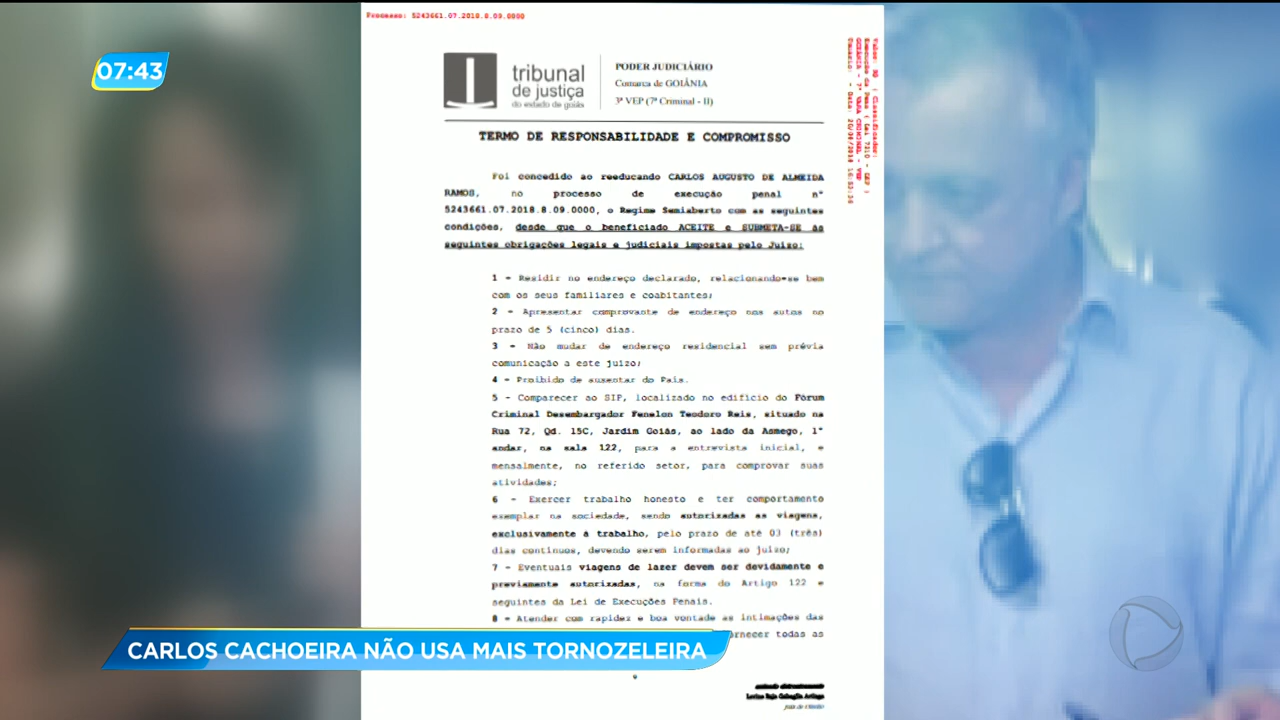 Processo: 5243661.07.2018.8.09.0000
07:43
tribunal
de justiça
do estado de goiás
PODER JUDICIÁRIO
Comarca de GOIÂNIA
3ª VEP (7ª Criminal - II)
TERMO DE RESPONSABILIDADE E COMPROMISSO
Foi concedido ao reeducando CARLOS AUGUSTO DE ALMEIDA
RAMOS, no processo de execução penal nº
5243661.07.2018.8.09.0000, o Regime Semiaberto com as seguintes
condições, desde que o beneficiado ACEITE e SUBMETA-SE às
seguintes obrigações legais e judiciais impostas pelo Juízo:
1 - Residir no endereço declarado, relacionando-se bem
com os seus familiares e coabitantes;
2 - Apresentar comprovante de endereço nos autos no
prazo de 5 (cinco) dias.
3 - Não mudar de endereço residencial sem prévia
comunicação a este juízo;
4 - Proibido de ausentar do País.
5 - Comparecer ao SIP, localizado no edifício do Fórum
Criminal Desembargador Fenelon Teodoro Reis, situado na
Rua 72, Qd. 15C, Jardim Goiás, ao lado da Asmego, 1º
andar, na sala 122, para a entrevista inicial, e
mensalmente, no referido setor, para comprovar suas
atividades;
6 - Exercer trabalho honesto e ter comportamento
exemplar na sociedade, sendo autorizadas as viagens,
exclusivamente à trabalho, pelo prazo de até 03 (três)
dias contínuos, devendo serem informadas ao juízo;
7 - Eventuais viagens de lazer devem ser devidamente e
previamente autorizadas, na forma do Artigo 122 e
seguintes da Lei de Execuções Penais.
8 - Atender com rapidez e boa vontade as intimações das
ornecer todas as
CARLOS CACHOEIRA NÃO USA MAIS TORNOZELEIRA
Juíza de Direito